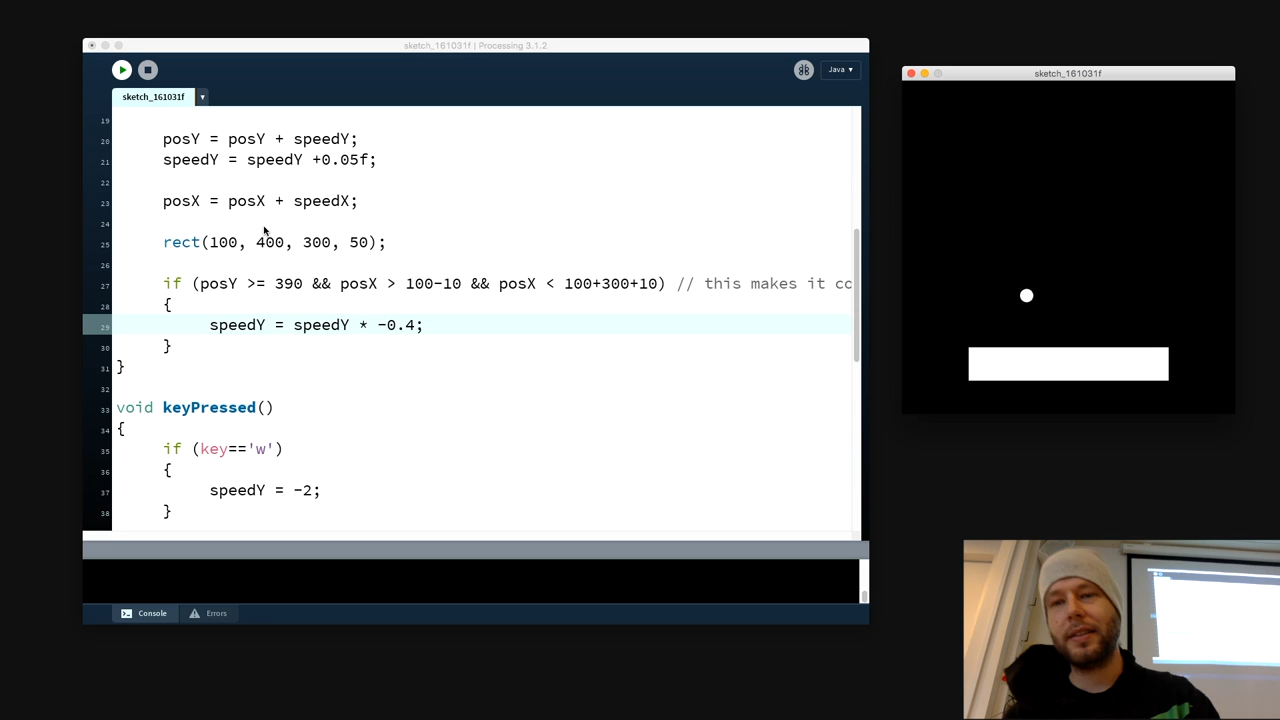 sketch_161031f | Processing 3.1.2
Java ▾
sketch_161031f
19
20 posY = posY + speedY;
21 speedY = speedY +0.05f;
22
23 posX = posX + speedX;
24
25 rect(100, 400, 300, 50);
26
27 if (posY >= 390 && posX > 100-10 && posX < 100+300+10) // this makes it co
28 {
29 speedY = speedY * -0.4;
30 }
31 }
32
33 void keyPressed()
34 {
35 if (key=='w')
36 {
37 speedY = -2;
38 }
Console Errors
sketch_161031f